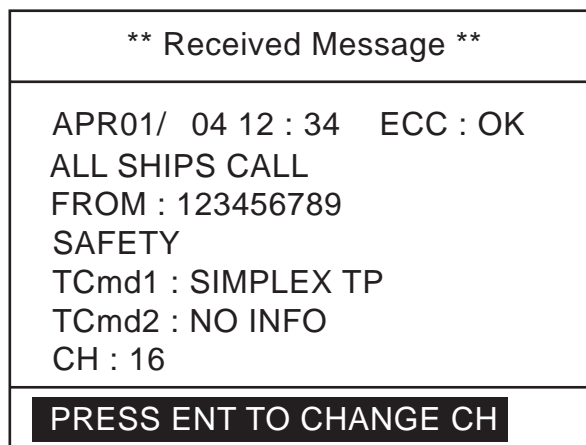 ** Received Message **
APR01/ 04 12 : 34 ECC : OK
ALL SHIPS CALL
FROM : 123456789
SAFETY
TCmd1 : SIMPLEX TP
TCmd2 : NO INFO
CH : 16
PRESS ENT TO CHANGE CH